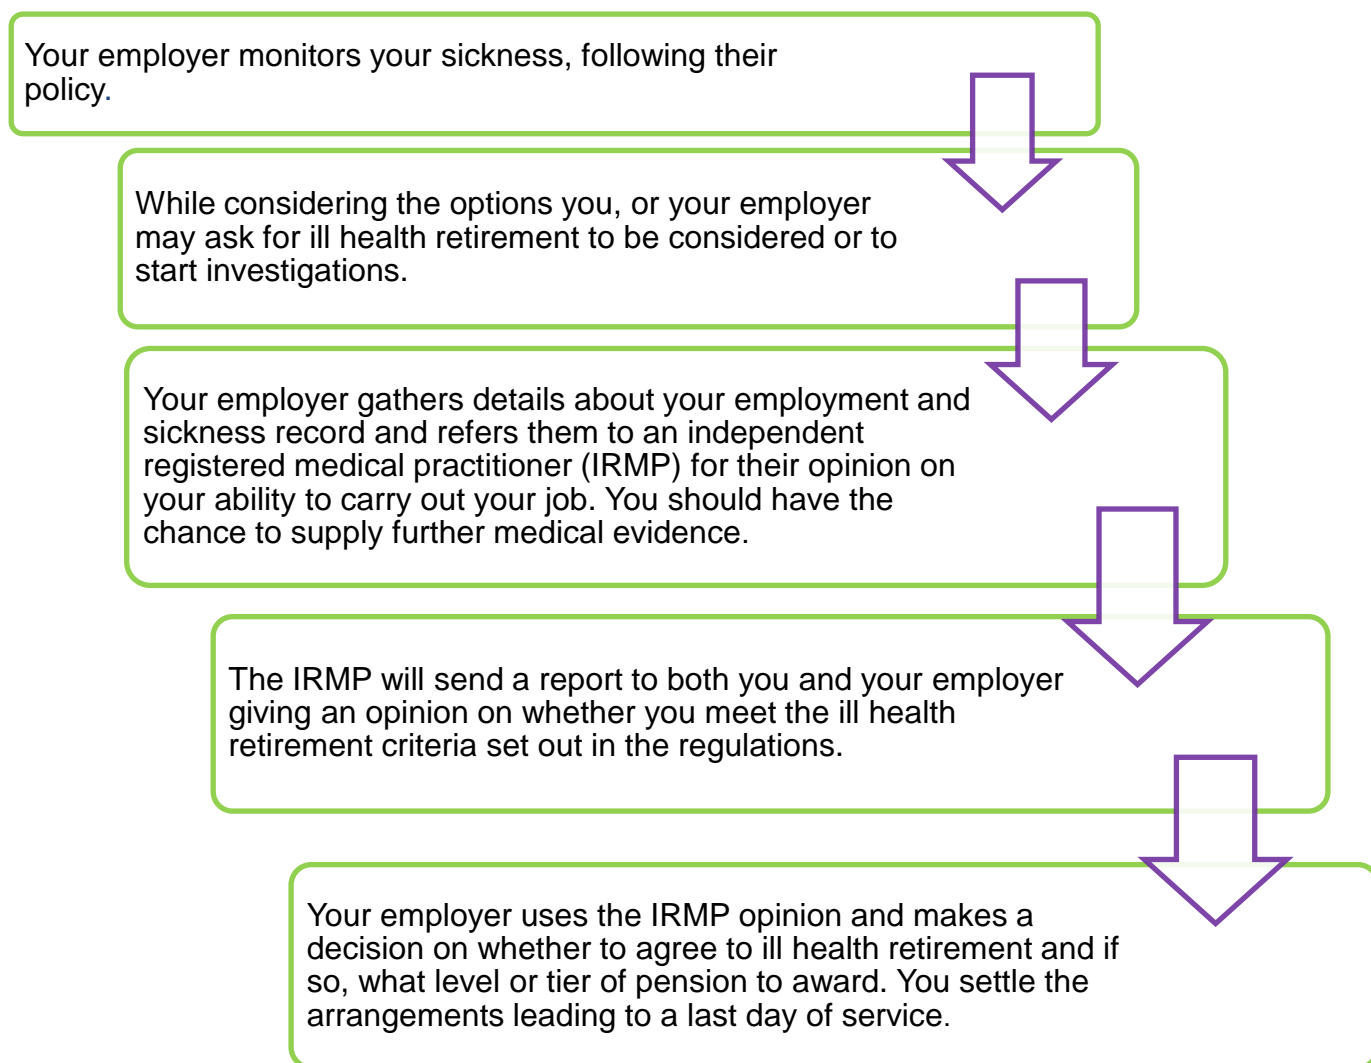 Your employer monitors your sickness, following their
policy.
While considering the options you, or your employer
may ask for ill health retirement to be considered or to
start investigations.
Your employer gathers details about your employment and
sickness record and refers them to an independent
registered medical practitioner (IRMP) for their opinion on
your ability to carry out your job. You should have the
chance to supply further medical evidence.
The IRMP will send a report to both you and your employer
giving an opinion on whether you meet the ill health
retirement criteria set out in the regulations.
Your employer uses the IRMP opinion and makes a
decision on whether to agree to ill health retirement and if
so, what level or tier of pension to award. You settle the
arrangements leading to a last day of service.